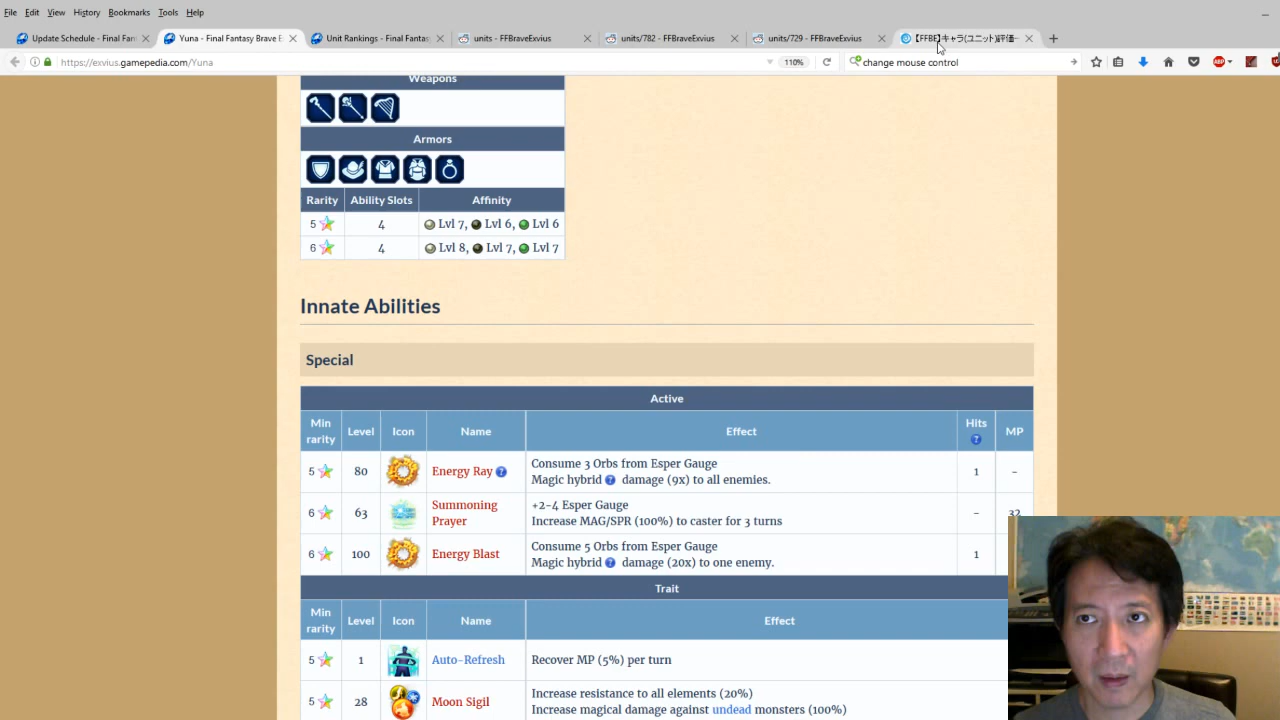 File Edit View History Bookmarks Tools Help
Update Schedule - Final Fan
Yuna - Final Fantasy Brave E
Unit Rankings - Final Fantas
units - FFBraveExvius
units/782 - FFBraveExvius
units/729 - FFBraveExvius
【FFBE】キャラ(ユニット)評価
https://exvius.gamepedia.com/Yuna
110%
change mouse control
ABP
Weapons
Armors
Rarity Ability Slots Affinity
5 4 Lvl 7, Lvl 6, Lvl 6
6 4 Lvl 8, Lvl 7, Lvl 7
Innate Abilities
Special
Active
Min rarity Level Icon Name Effect Hits ? MP
5 80 Energy Ray ? Consume 3 Orbs from Esper Gauge 1 -
Magic hybrid ? damage (9x) to all enemies.
6 63 Summoning Prayer +2-4 Esper Gauge - 32
Increase MAG/SPR (100%) to caster for 3 turns
6 100 Energy Blast Consume 5 Orbs from Esper Gauge 1
Magic hybrid ? damage (20x) to one enemy.
Trait
Min rarity Level Icon Name Effect
5 1 Auto-Refresh Recover MP (5%) per turn
5 28 Moon Sigil Increase resistance to all elements (20%)
Increase magical damage against undead monsters (100%)